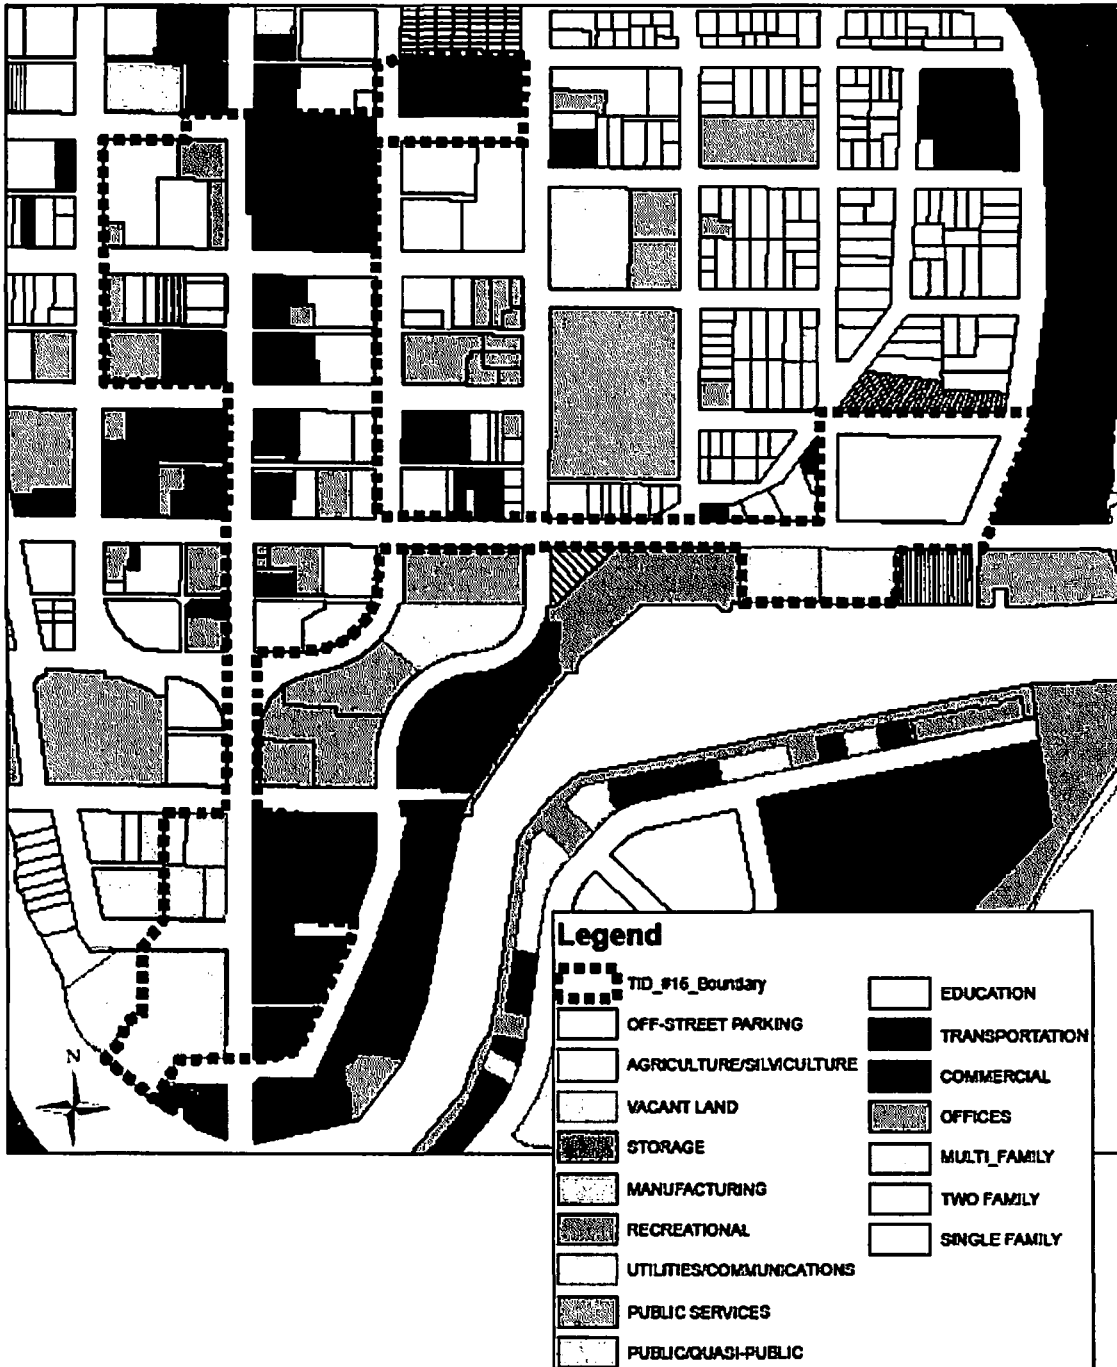 N
Legend
TID_#16_Boundary
OFF-STREET PARKING
AGRICULTURE/SILVICULTURE
VACANT LAND
STORAGE
MANUFACTURING
RECREATIONAL
UTILITIES/COMMUNICATIONS
PUBLIC SERVICES
PUBLIC/QUASI-PUBLIC
EDUCATION
TRANSPORTATION
COMMERCIAL
OFFICES
MULTI_FAMILY
TWO FAMILY
SINGLE FAMILY